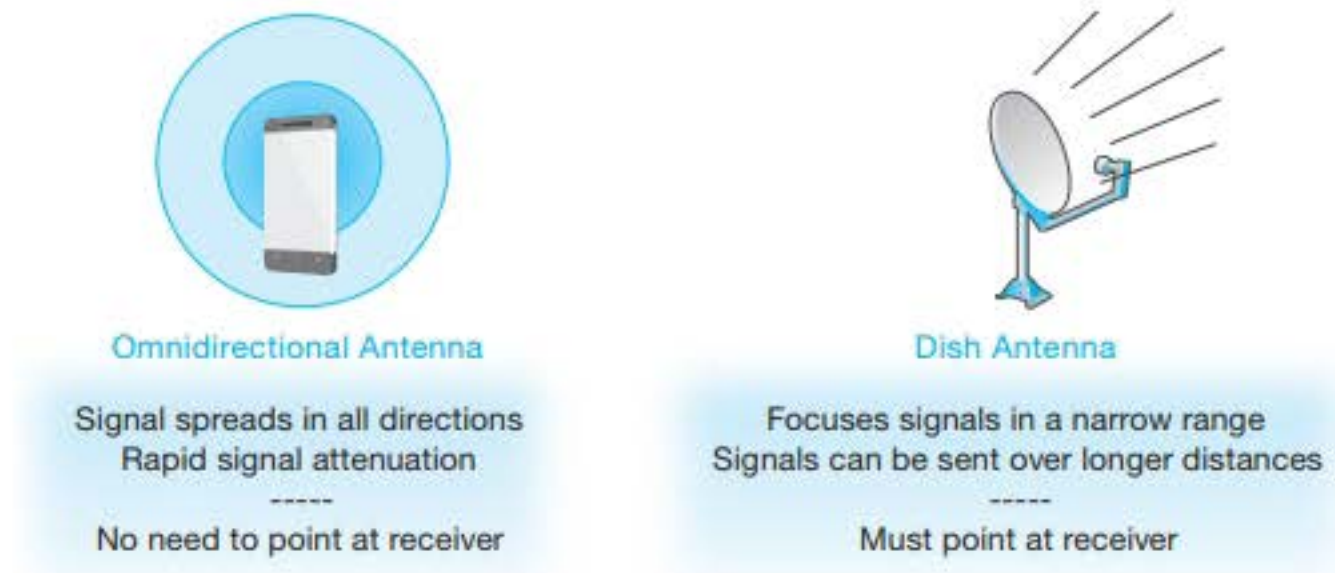 Omnidirectional Antenna
Signal spreads in all directions
Rapid signal attenuation
-----
No need to point at receiver
Dish Antenna
Focuses signals in a narrow range
Signals can be sent over longer distances
-----
Must point at receiver